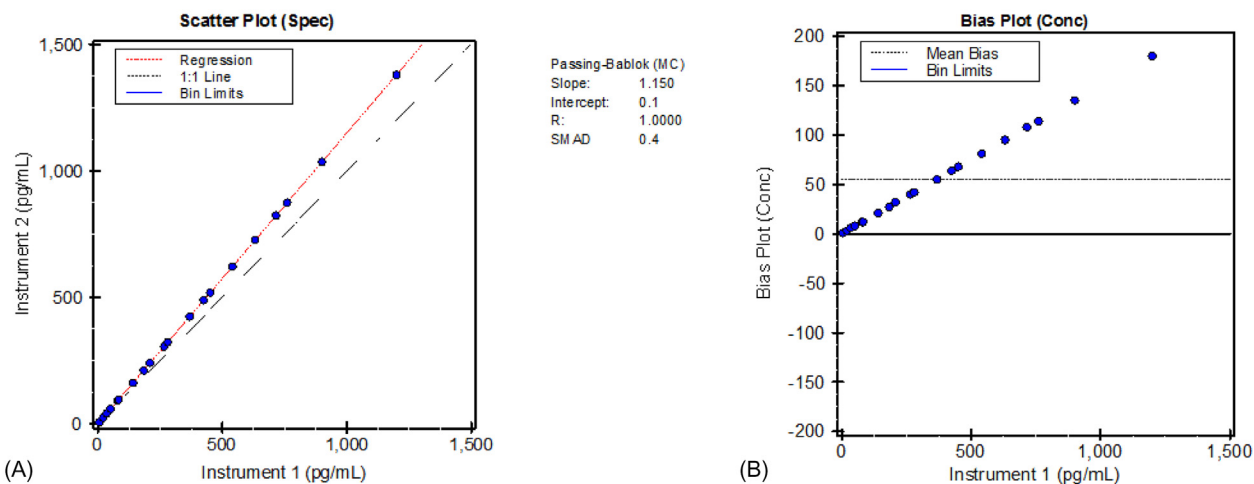 Scatter Plot (Spec)
1,500
1,000
500
0
Instrument 2 (pg/mL)
Regression
1:1 Line
Bin Limits
0
500
1,000
1,500
Instrument 1 (pg/mL)
(A)
Passing-Bablok (MC)
Slope: 1.150
Intercept: 0.1
R: 1.0000
SMAD 0.4
Bias Plot (Conc)
200
150
100
50
0
-50
-100
-150
-200
Bias Plot (Conc)
Mean Bias
Bin Limits
0
500
1,000
1,500
Instrument 1 (pg/mL)
(B)